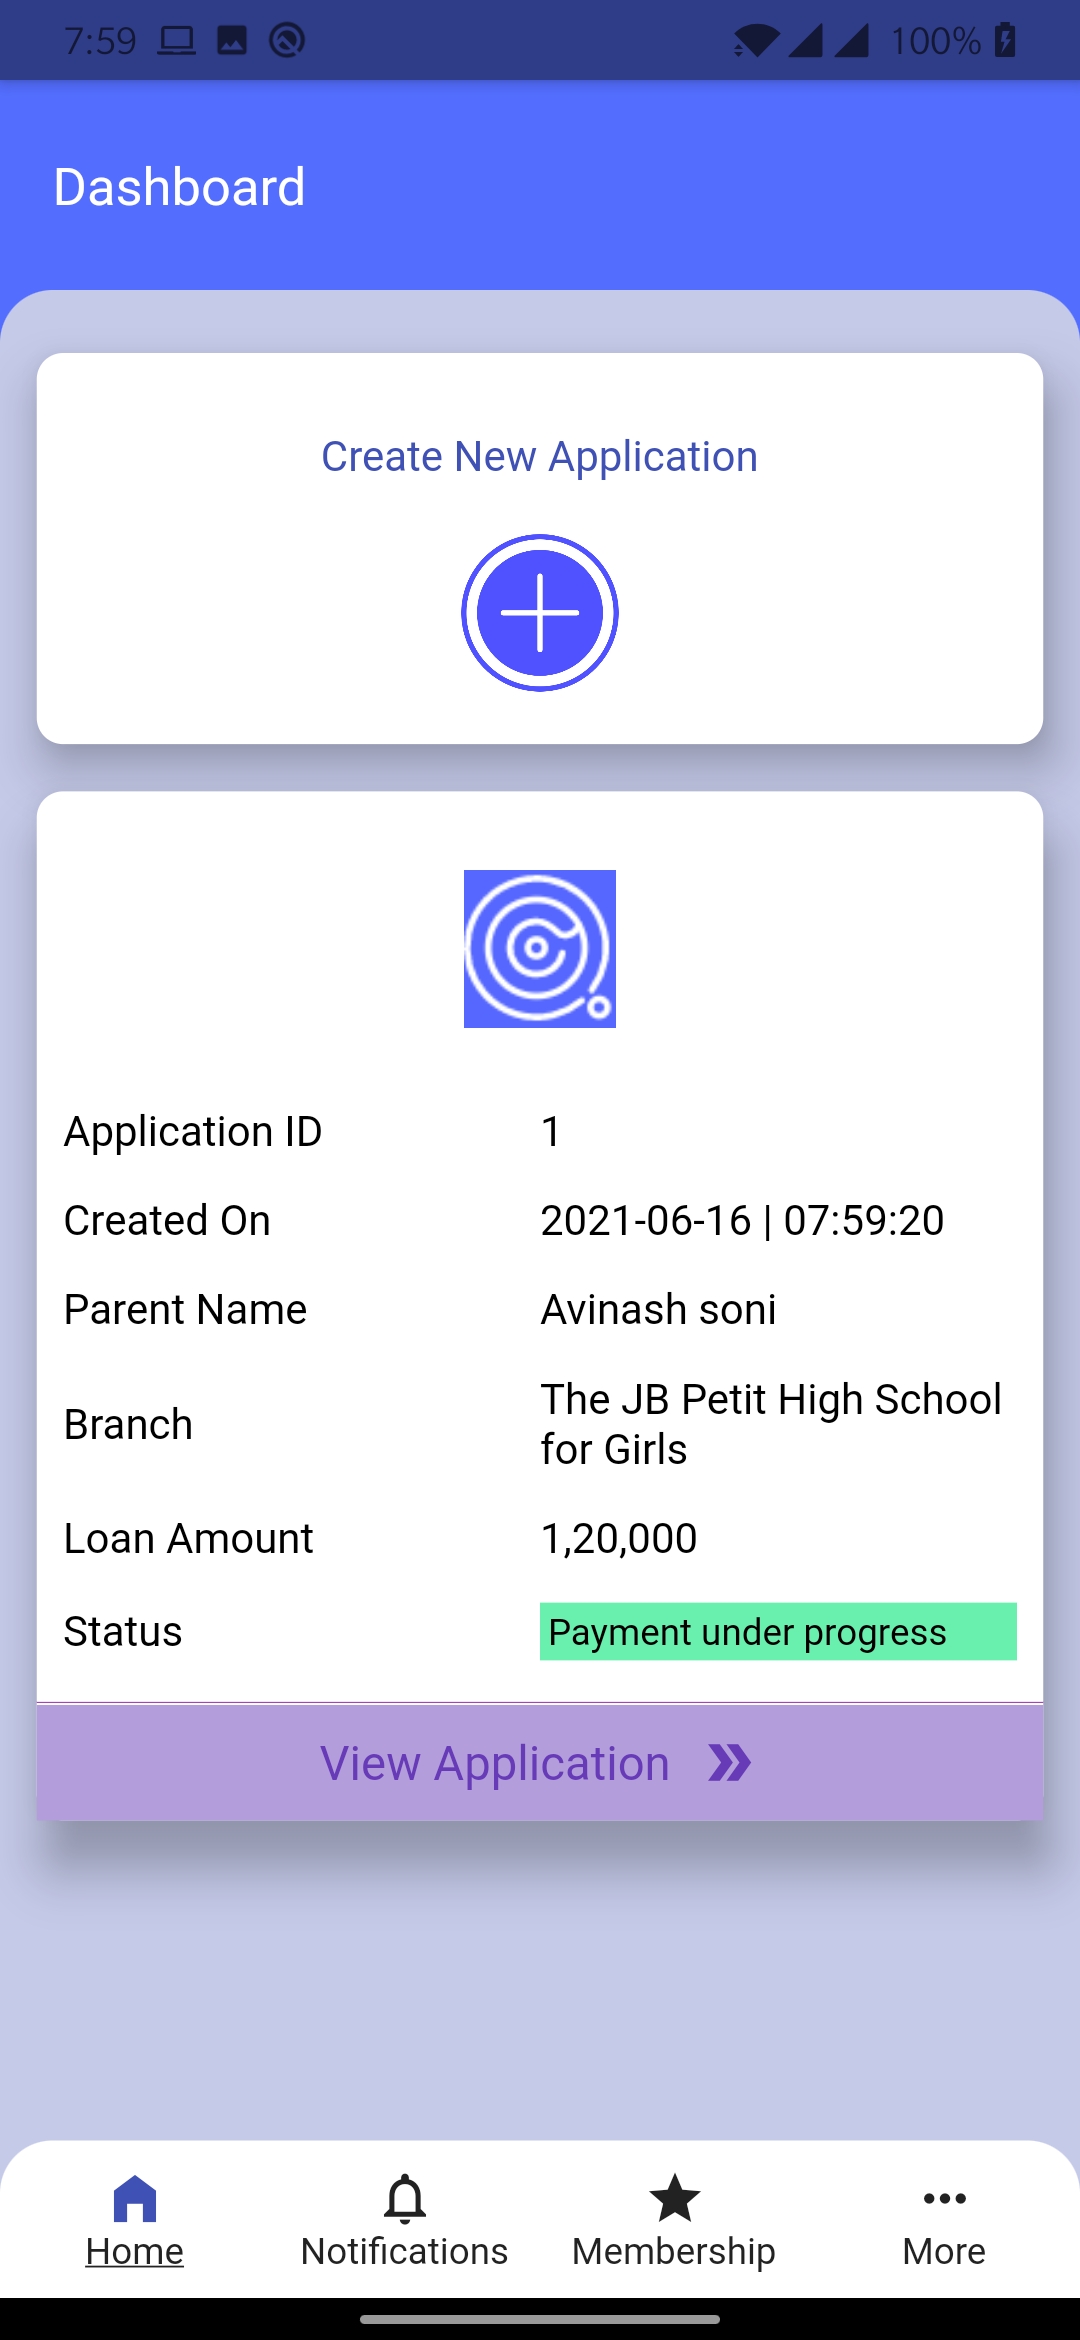 7:59 100%
Dashboard
Create New Application
Application ID 1
Created On 2021-06-16 | 07:59:20
Parent Name Avinash soni
Branch The JB Petit High School
for Girls
Loan Amount 1,20,000
Status Payment under progress
View Application
Home Notifications Membership More